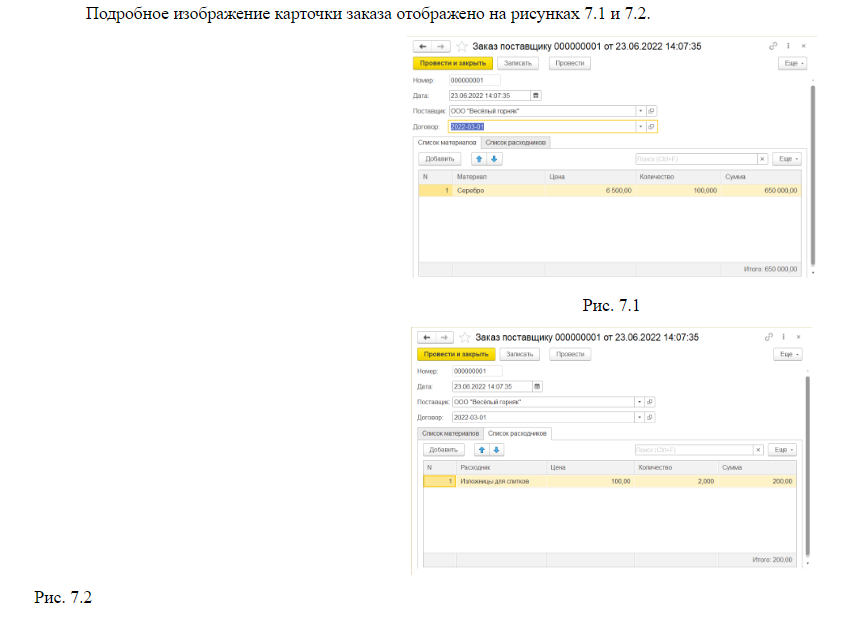 Подробное изображение карточки заказа отображено на рисунках 7.1 и 7.2.
Заказ поставщику 000000001 от 23.06.2022 14:07:35
Провести и закрыть Записать Провести Еще
Номер: 000000001
Дата: 23.06.2022 14:07:35
Поставщик: ООО "Весёлый горняк"
Договор: 2022-03-01
Список материалов Список расходников
Добавить Поиск (Ctrl+F) × Еще
N Материал Цена Количество Сумма
1 Серебро 6 500,00 100,000 650 000,00
Итого: 650 000,00
Рис. 7.1
Заказ поставщику 000000001 от 23.06.2022 14:07:35
Провести и закрыть Записать Провести Еще
Номер: 000000001
Дата: 23.06.2022 14:07:35
Поставщик: ООО "Весёлый горняк"
Договор: 2022-03-01
Список материалов Список расходников
Добавить Поиск (Ctrl+F) × Еще
N Расходник Цена Количество Сумма
1 Изложницы для слитков 100,00 2,000 200,00
Итого: 200,00
Рис. 7.2